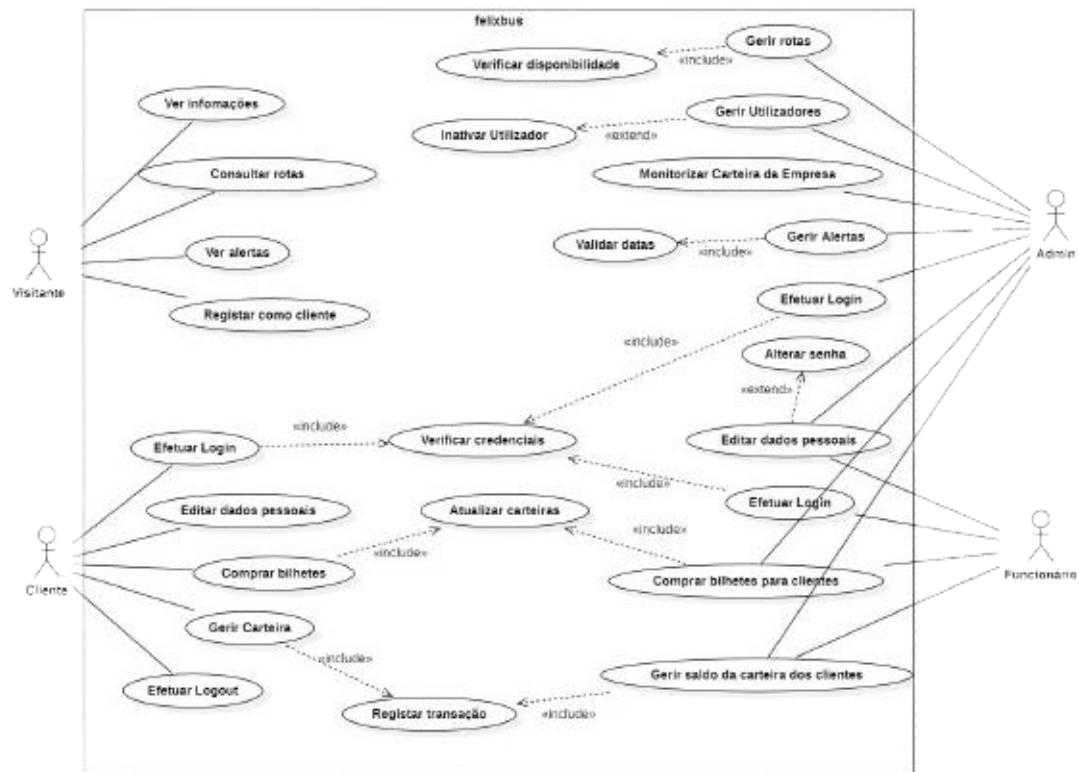 felixbus
Gerir rotas
«include»
Verificar disponibilidade
Ver infomações
Gerir Utilizadores
Inativar Utilizador
«extend»
Consultar rotas
Monitorizar Carteira da Empresa
Gerir Alertas
Validar datas
«include»
Ver alertas
Admin
Visitante
Efetuar Login
Registar como cliente
«include»
Alterar senha
«extend»
«include»
Efetuar Login
Verificar credenciais
Editar dados pessoais
«include»
Efetuar Login
Editar dados pessoais
Atualizar carteiras
«include»
«include»
Comprar bilhetes
Comprar bilhetes para clientes
Cliente
Funcionário
Gerir Carteira
«include»
Gerir saldo da carteira dos clientes
Efetuar Logout
Registar transação
«include»